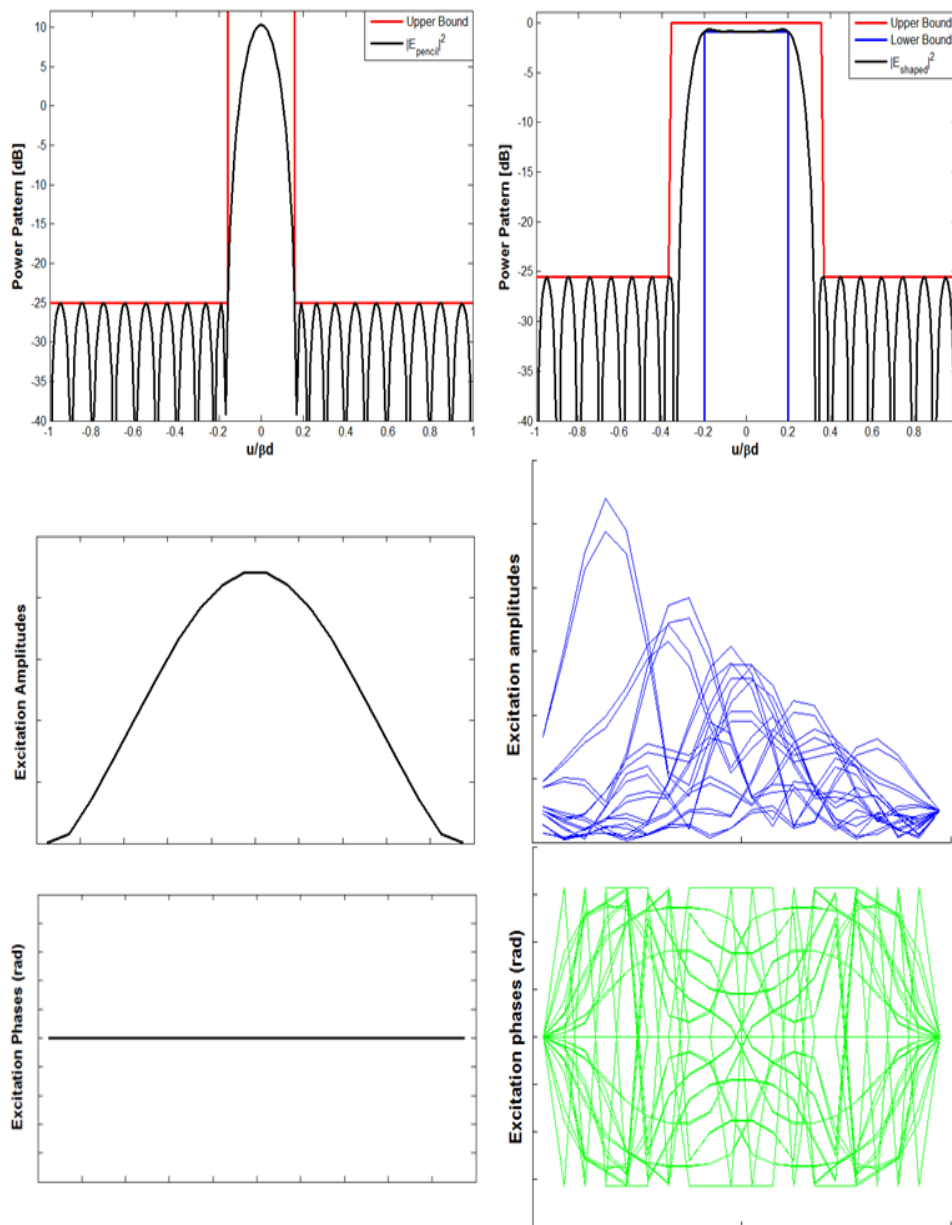 Upper Bound
|E_pencil|^2
Power Pattern [dB]
10
5
0
-5
-10
-15
-20
-25
-30
-35
-40
-1 -0.8 -0.6 -0.4 -0.2 0 0.2 0.4 0.6 0.8 1
u/βd
Upper Bound
Lower Bound
|E_shaped|^2
Power Pattern [dB]
0
-5
-10
-15
-20
-25
-30
-35
-40
-1 -0.8 -0.6 -0.4 -0.2 0 0.2 0.4 0.6 0.8
u/βd
Excitation Amplitudes
Excitation amplitudes
Excitation Phases (rad)
Excitation phases (rad)